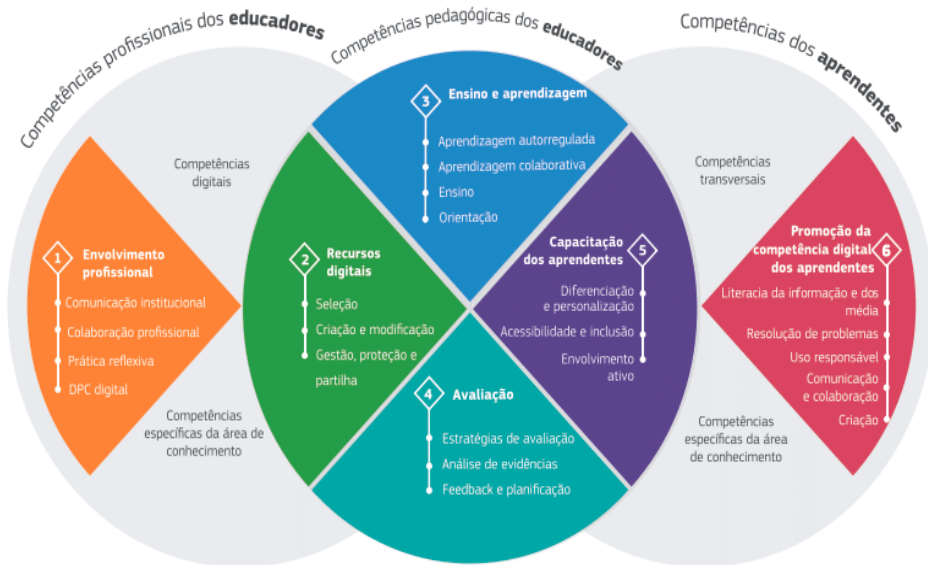 Competências profissionais dos educadores
Competências pedagógicas dos educadores
Competências dos aprendentes
Competências
digitais
1
Envolvimento
profissional
Comunicação institucional
Colaboração profissional
Prática reflexiva
DPC digital
Competências
específicas da área de
conhecimento
2
Recursos
digitais
Seleção
Criação e modificação
Gestão, proteção e
partilha
3
Ensino e aprendizagem
Aprendizagem autorregulada
Aprendizagem colaborativa
Ensino
Orientação
4
Avaliação
Estratégias de avaliação
Análise de evidências
Feedback e planificação
5
Capacitação
dos aprendentes
Diferenciação
e personalização
Acessibilidade e inclusão
Envolvimento
ativo
Competências
transversais
6
Promoção da
competência digital
dos aprendentes
Literacia da informação e dos
média
Resolução de problemas
Uso responsável
Comunicação
e colaboração
Criação
Competências
específicas da área
de conhecimento